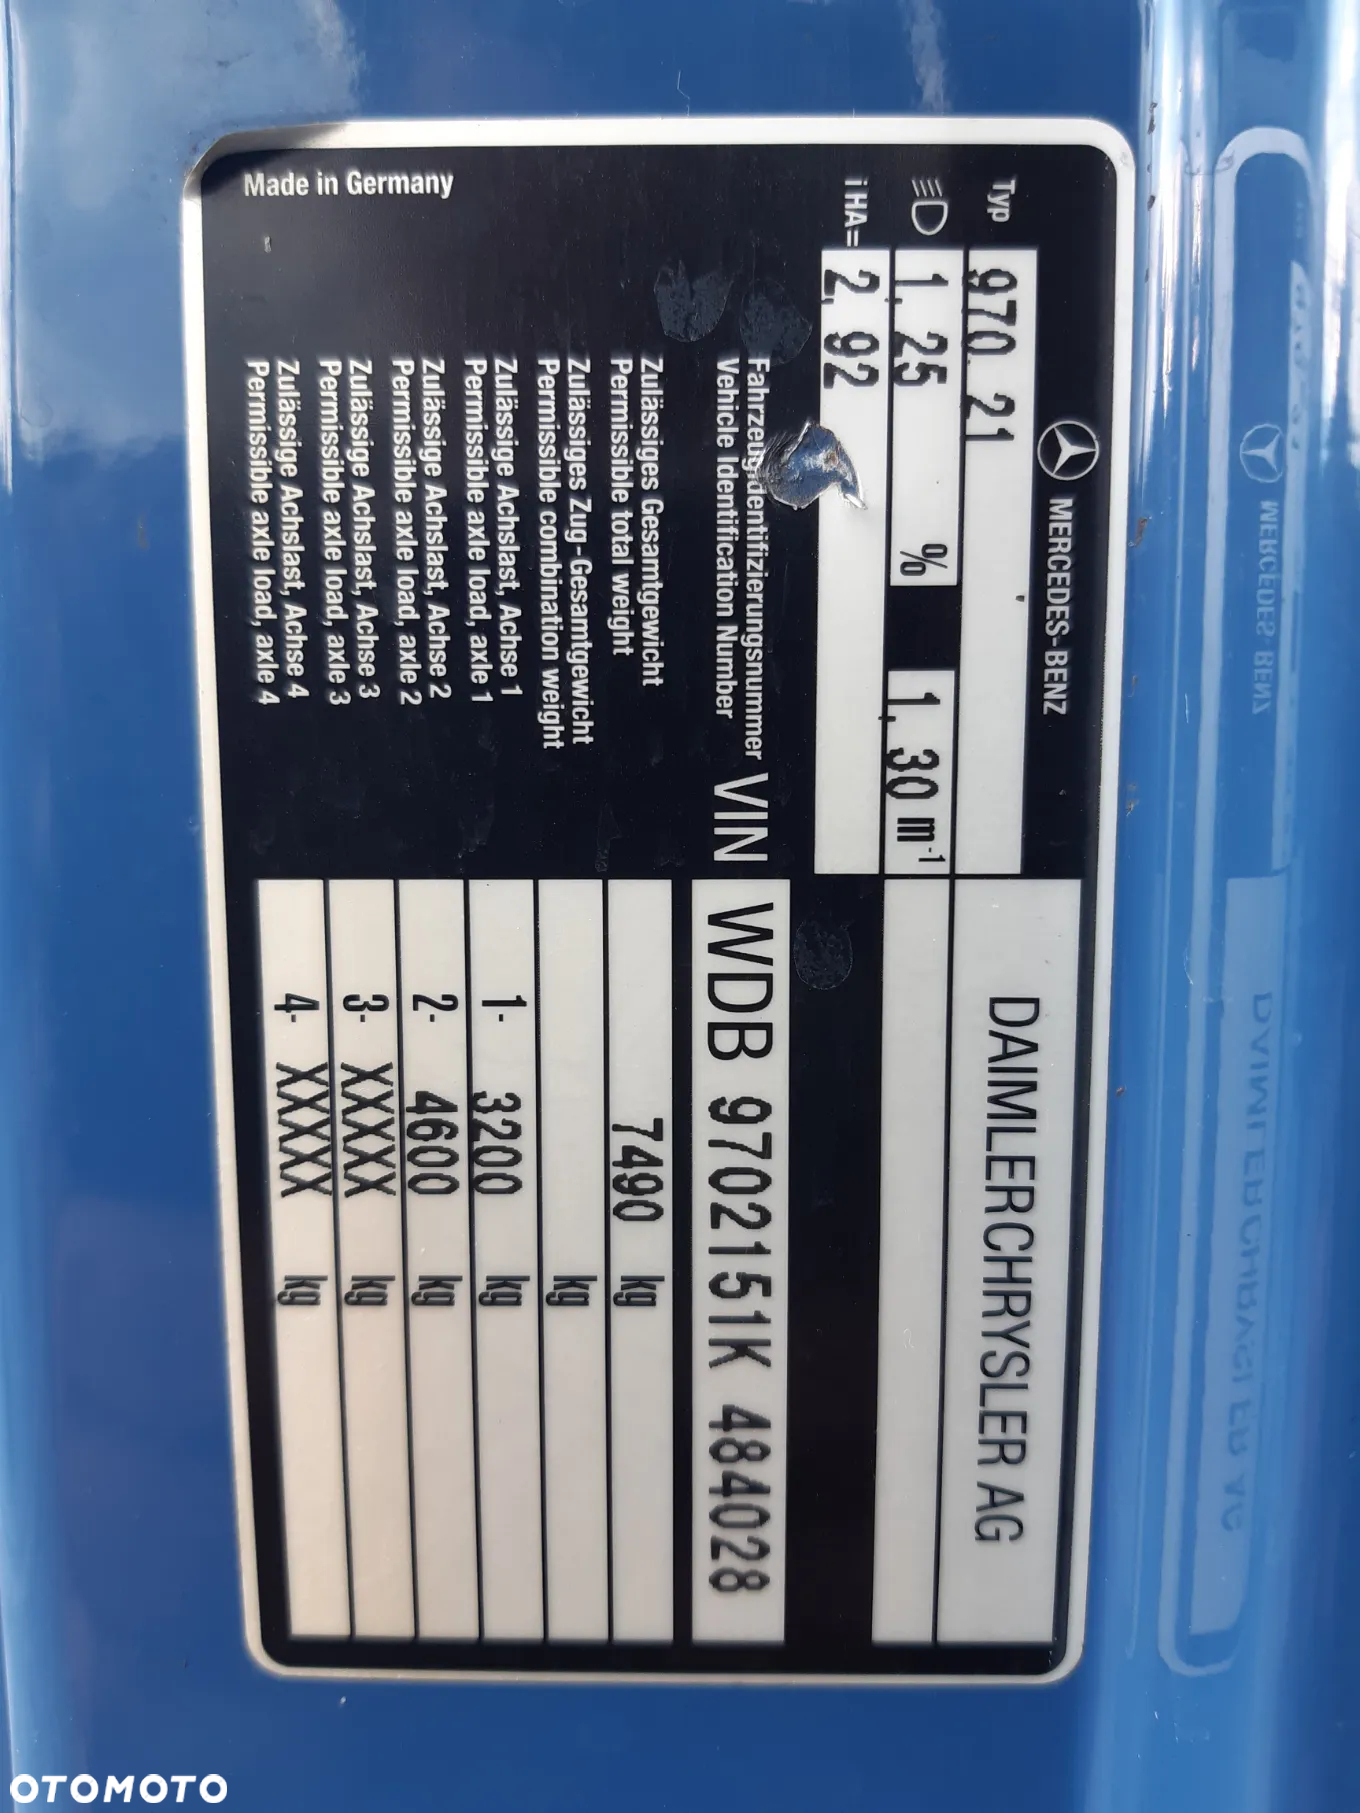 MERCEDES-BENZ
DAIMLERCHRYSLER AG
Typ 970.21
1,25 % 1,30 m-1
i HA= 2,92
Fahrzeugidentifizierungsnummer
Vehicle Identification Number
VIN WDB 9702151K 484028
Zulässiges Gesamtgewicht
Permissible total weight
7490 kg
Zulässiges Zug-Gesamtgewicht
Permissible combination weight
kg
Zulässige Achslast, Achse 1
Permissible axle load, axle 1
1- 3200 kg
Zulässige Achslast, Achse 2
Permissible axle load, axle 2
2- 4600 kg
Zulässige Achslast, Achse 3
Permissible axle load, axle 3
3- XXXXX kg
Zulässige Achslast, Achse 4
Permissible axle load, axle 4
4- XXXXX kg
Made in Germany
OTOMOTO